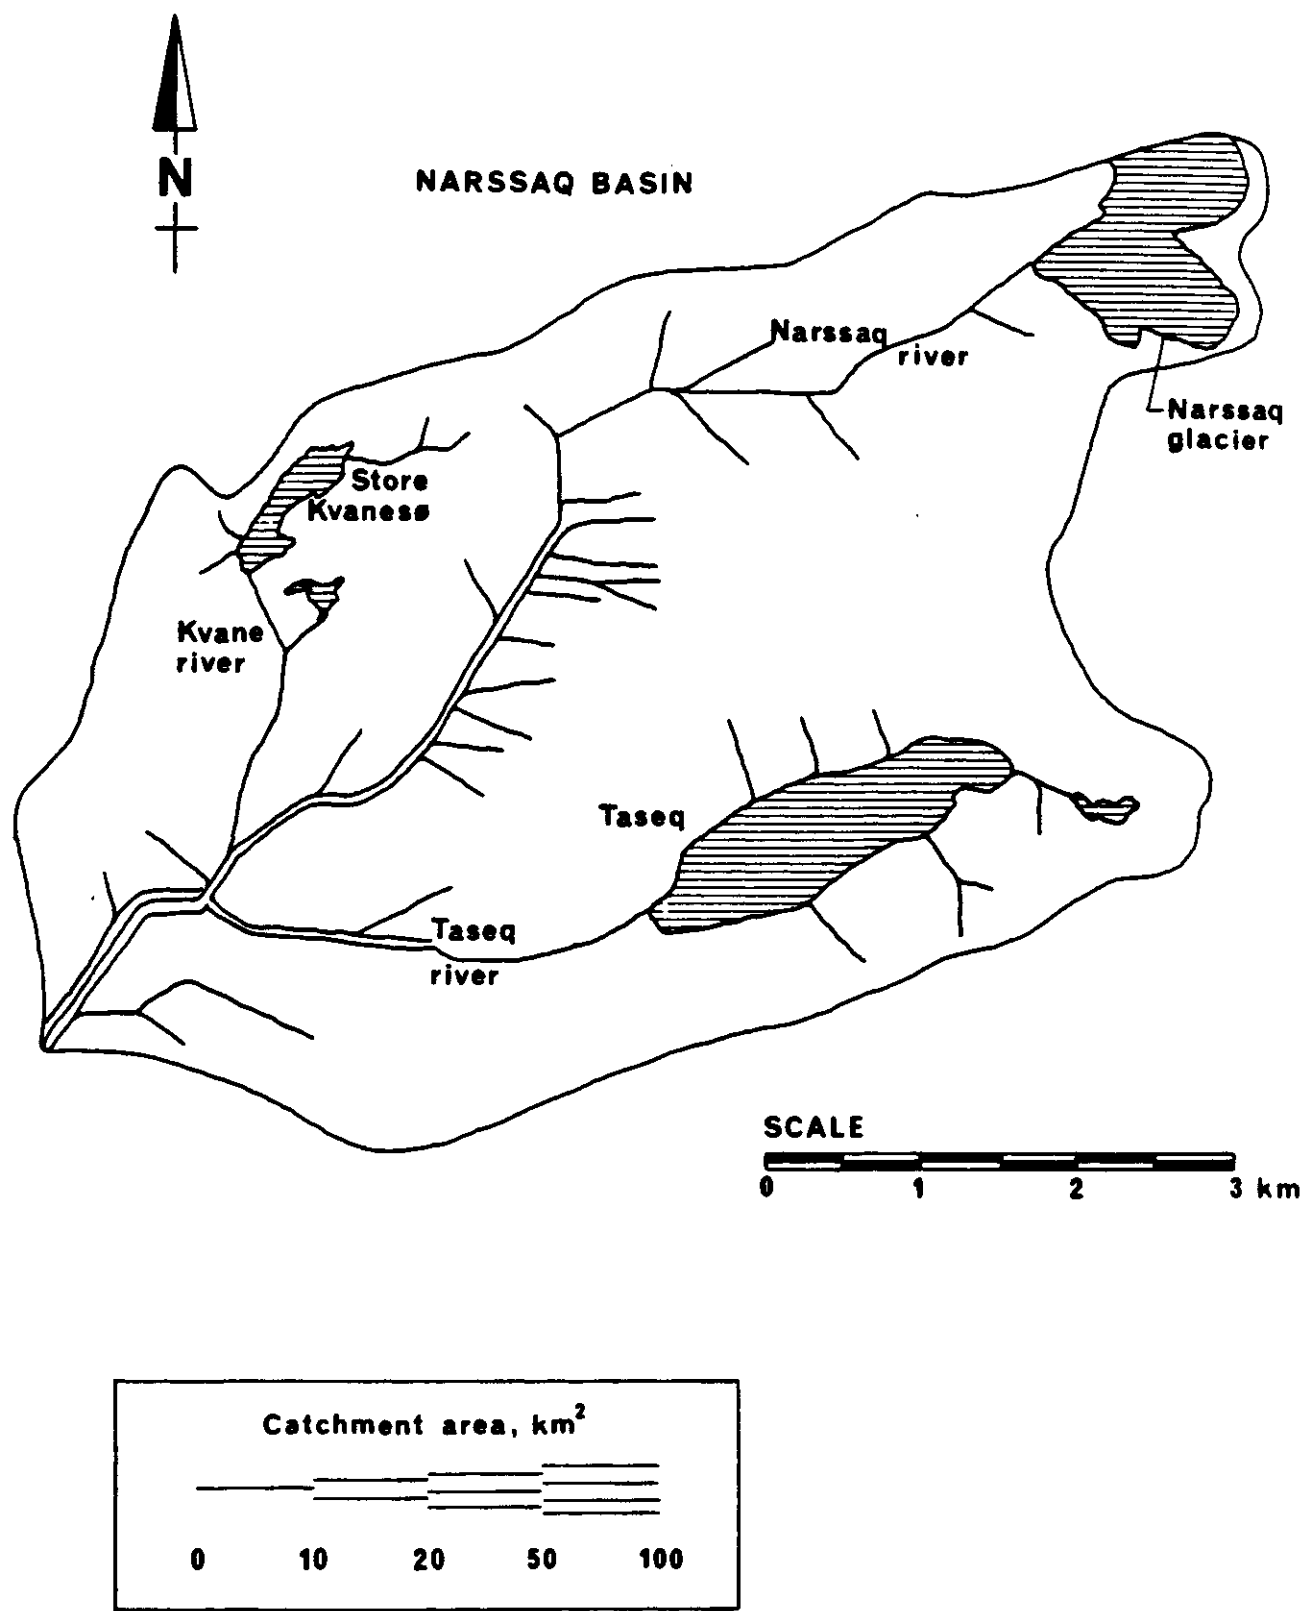 N
NARSSAQ BASIN
Narssaq
river
Narssaq
glacier
Store
Kvanesø
Kvane
river
Taseq
Taseq
river
SCALE
0 1 2 3 km
Catchment area, km²
0 10 20 50 100